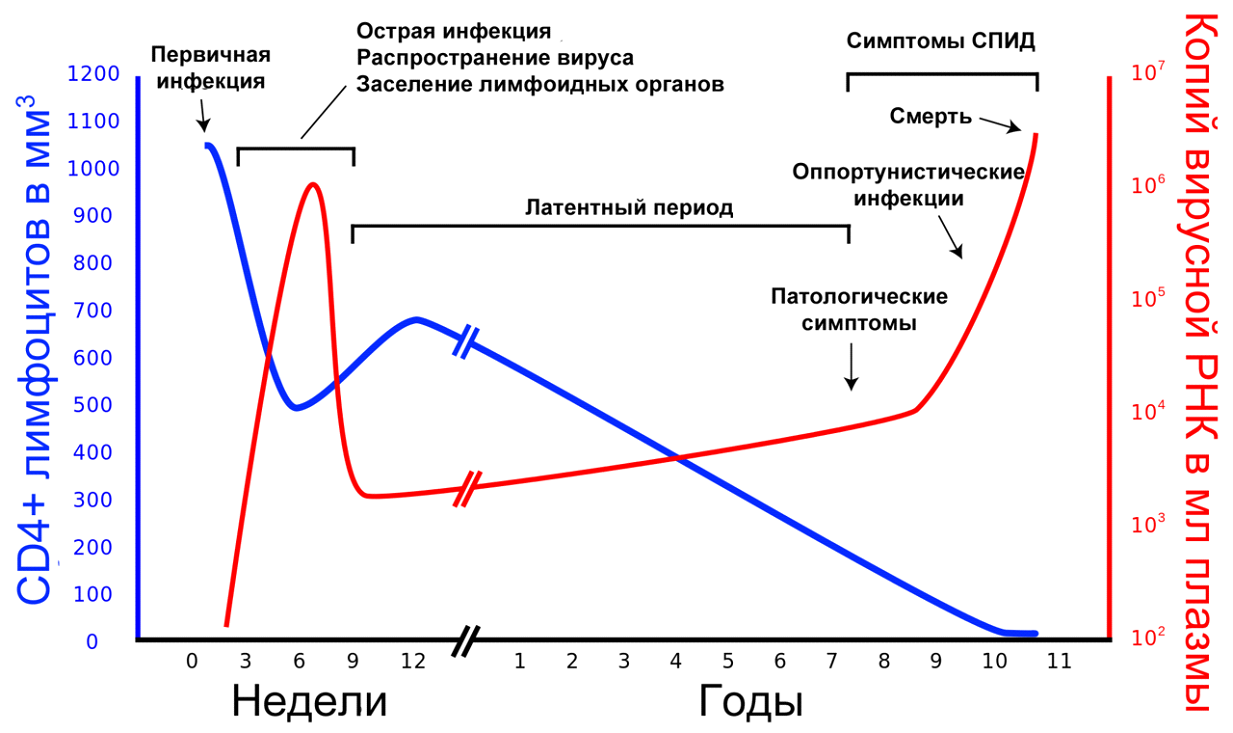 Острая инфекция
Распространение вируса
Заселение лимфоидных органов
Первичная
инфекция
Симптомы СПИД
Смерть
Оппортунистические
инфекции
Латентный период
Патологические
симптомы
CD4+ лимфоцитов в мм³
1200
1100
1000
900
800
700
600
500
400
300
200
100
0
Копий вирусной РНК в мл плазмы
10⁷
10⁶
10⁵
10⁴
10³
10²
0 3 6 9 12 1 2 3 4 5 6 7 8 9 10 11
Недели Годы